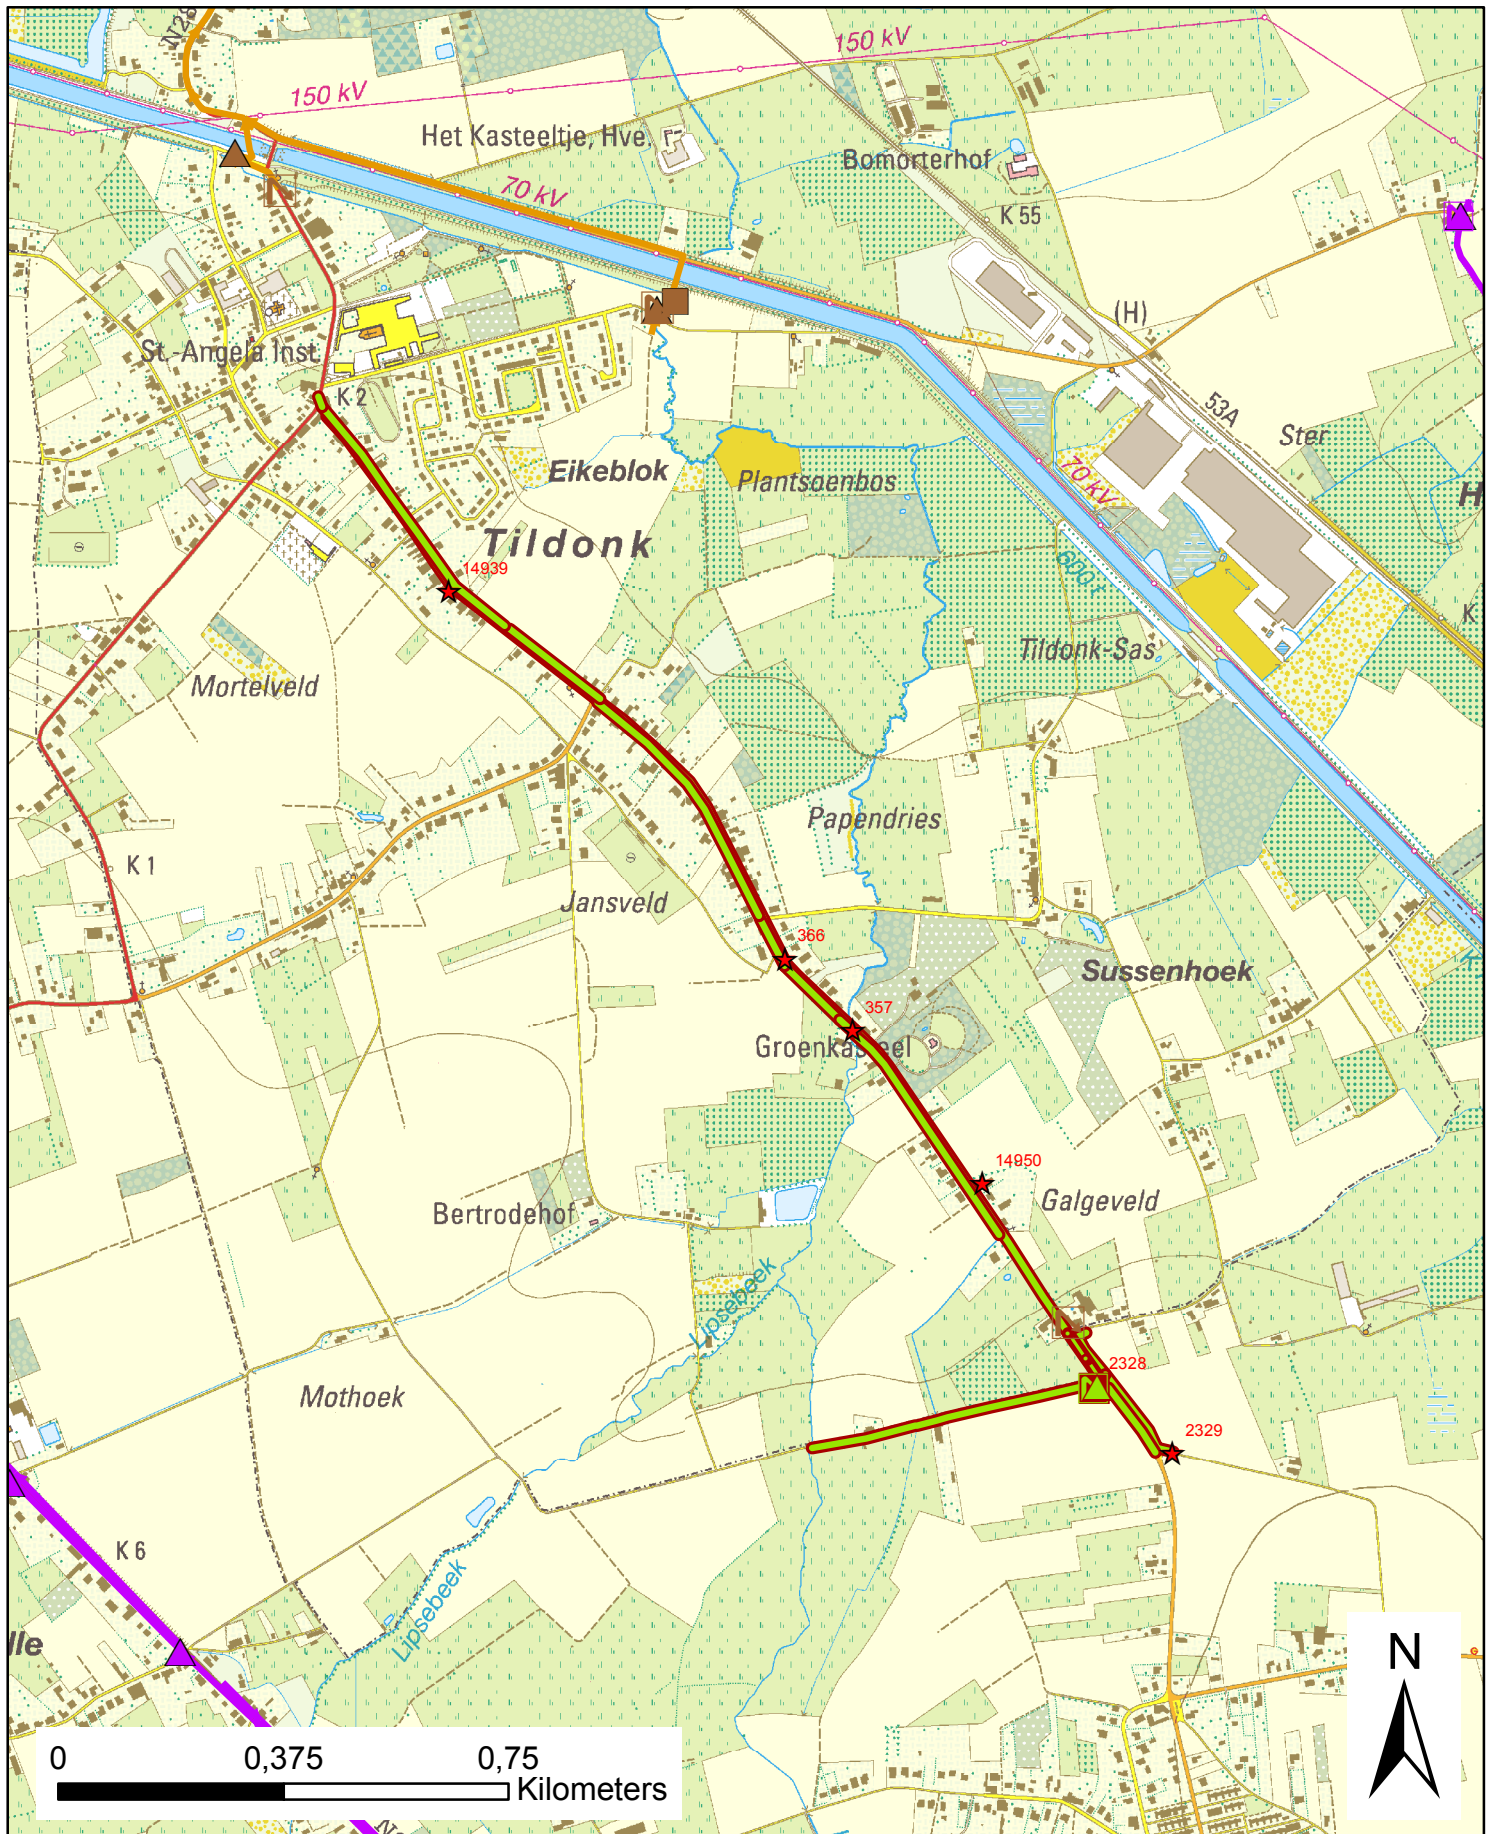 N2
150 kV
150 kV
Het Kasteeltje, Hve.
Bomorterhof
70 kV
K 55
(H)
St.-Angela Inst.
K 2
53A
Ster
Eikeblok
Plantsoenbos
70 kV
H
Tildonk
14939
600 t
K
Tildonk-Sas
Mortelveld
Papendries
K 1
Jansveld
366
Sussenhoek
K
357
Groenkasteel
14950
Galgeveld
Bertrodehof
Lipsebeek
2328
Mothoek
2329
K 6
Lipsebeek
lle
N
0 0,375 0,75
Kilometers